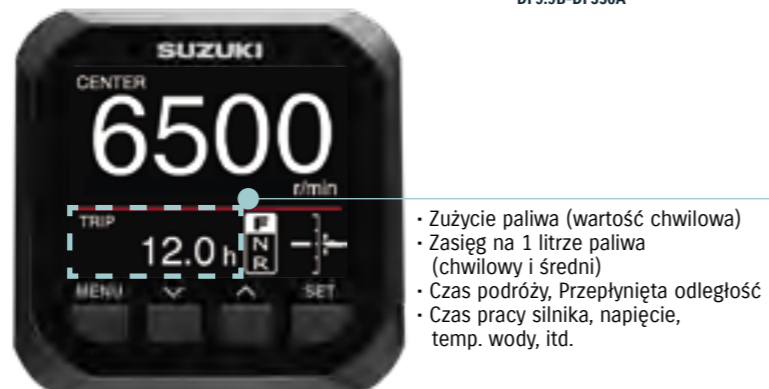 SUZUKI
CENTER
6500
r/min
TRIP
12.0 h
F
N
R
MENU
SET
· Zużycie paliwa (wartość chwilowa)
· Zasięg na 1 litrze paliwa
(chwilowy i średni)
· Czas podróży, Przepłynięta odległość
· Czas pracy silnika, napięcie,
temp. wody, itd.